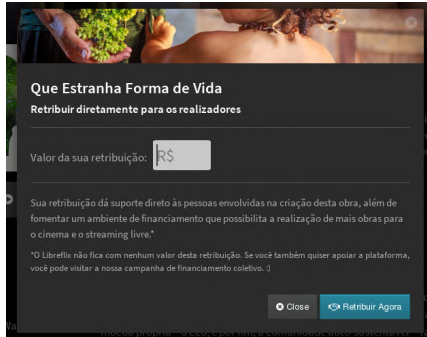 Que Estranha Forma de Vida
Retribuir diretamente para os realizadores
Valor da sua retribuição: R$
Sua retribuição dá suporte direto às pessoas envolvidas na criação desta obra, além de
fomentar um ambiente de financiamento que possibilita a realização de mais obras para
o cinema e o streaming livre.*
*O Libreflix não fica com nenhum valor desta retribuição. Se você também quiser apoiar a plataforma,
você pode visitar a nossa campanha de financiamento coletivo. :)
Close Retribuir Agora